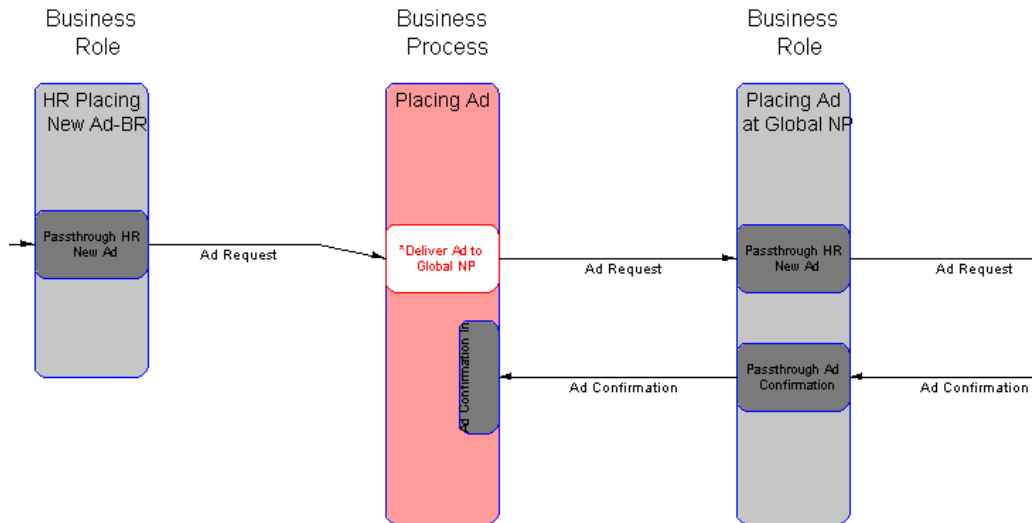 Business
Role
Business
Process
Business
Role
HR Placing
New Ad-BR
Placing Ad
Placing Ad
at Global NP
Passthrough HR
New Ad
Ad Request
*Deliver Ad to
Global NP
Ad Request
Passthrough HR
New Ad
Ad Request
Ad Confirmation In
Ad Confirmation
Passthrough Ad
Confirmation
Ad Confirmation